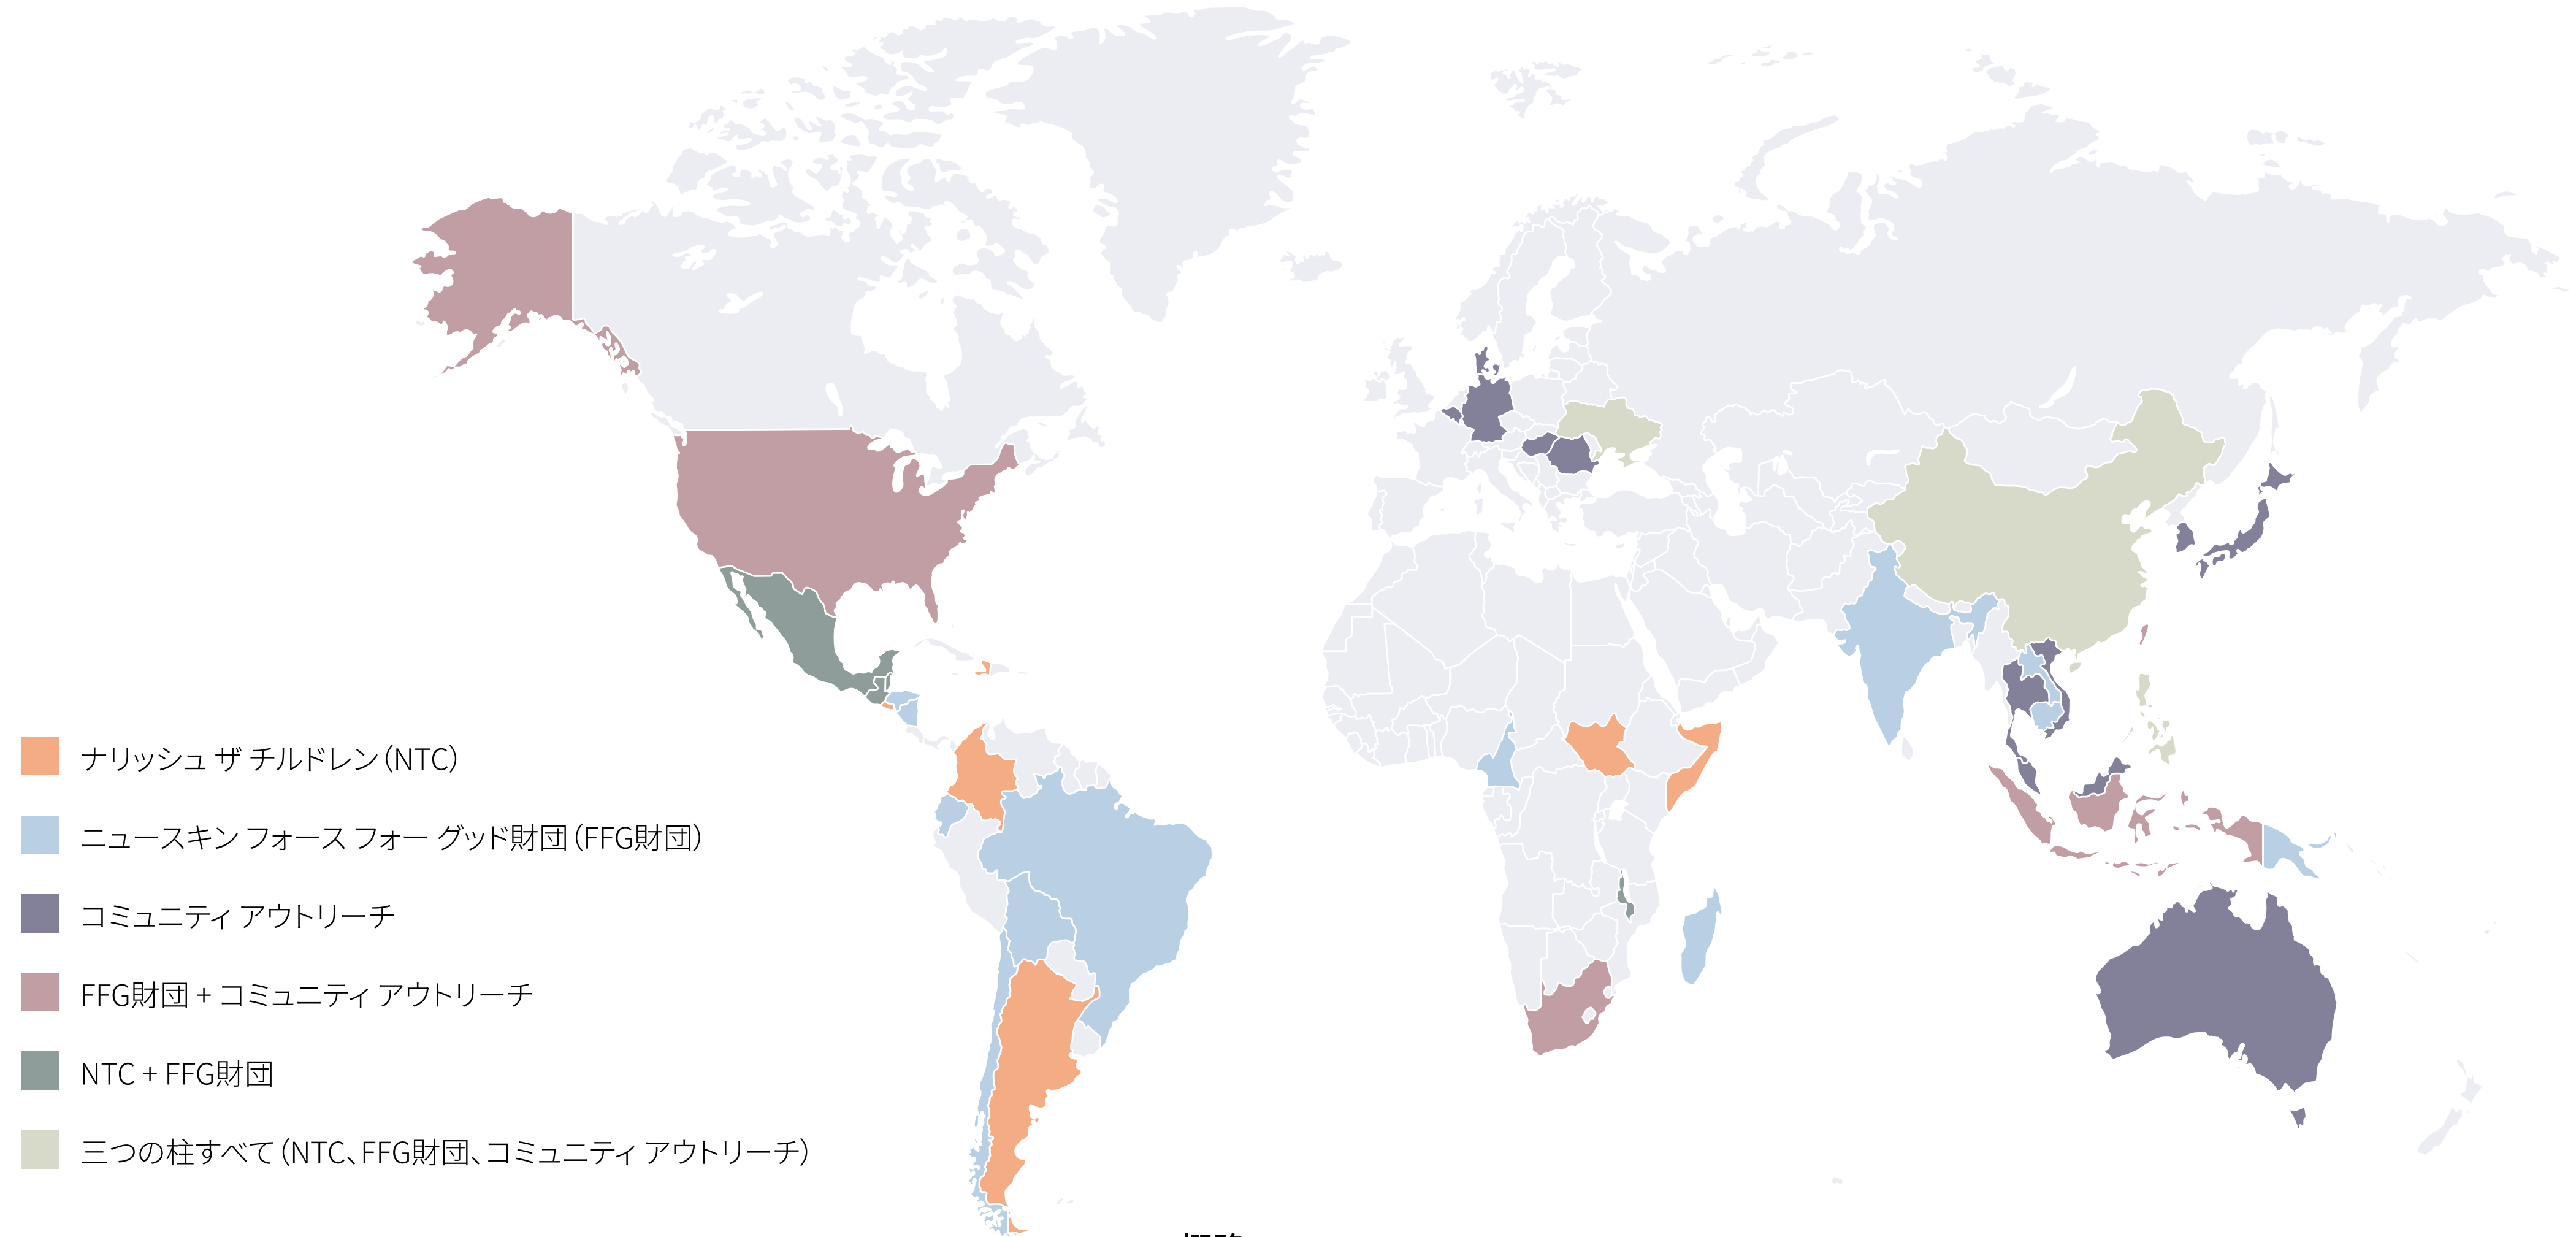 ナリッシュ ザ チルドレン（NTC）
ニュースキン フォース フォー グッド財団（FFG財団）
コミュニティ アウトリーチ
FFG財団 + コミュニティ アウトリーチ
NTC + FFG財団
三つの柱すべて（NTC、FFG財団、コミュニティ アウトリーチ）